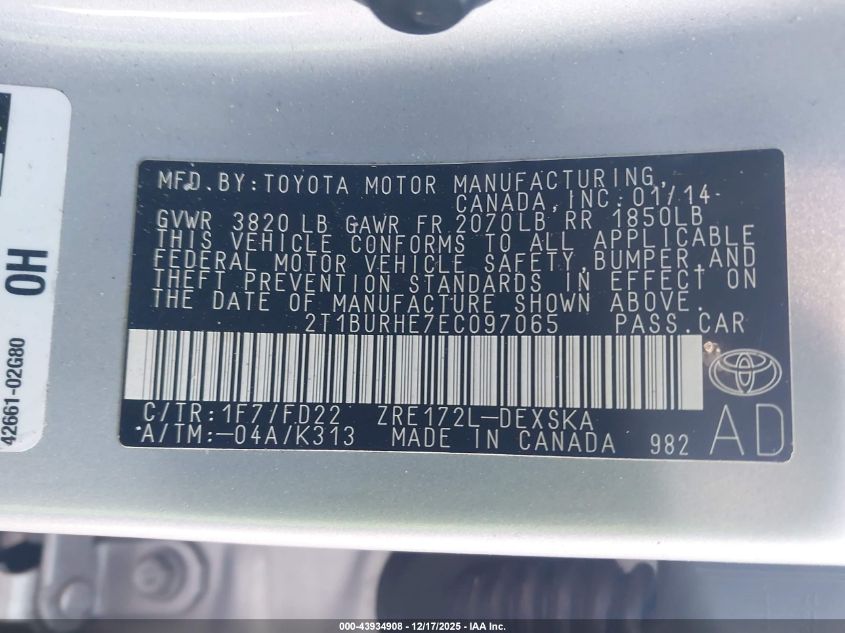 MFD.BY:TOYOTA MOTOR MANUFACTURING,
CANADA,INC. 01/14
GVWR 3820 LB GAWR FR 2070LB RR 1850LB
THIS VEHICLE CONFORMS TO ALL APPLICABLE
FEDERAL MOTOR VEHICLE SAFETY,BUMPER,AND
THEFT PREVENTION STANDARDS IN EFFECT ON
THE DATE OF MANUFACTURE SHOWN ABOVE.
2T1BURHE7EC097065 PASS.CAR
C/TR:1F7/FD22 ZRE172L-DEXSKA
A/TM:-04A/K313 MADE IN CANADA 982
AD
OH
42661-02G80
000-43934908 - 12/17/2025 - IAA Inc.